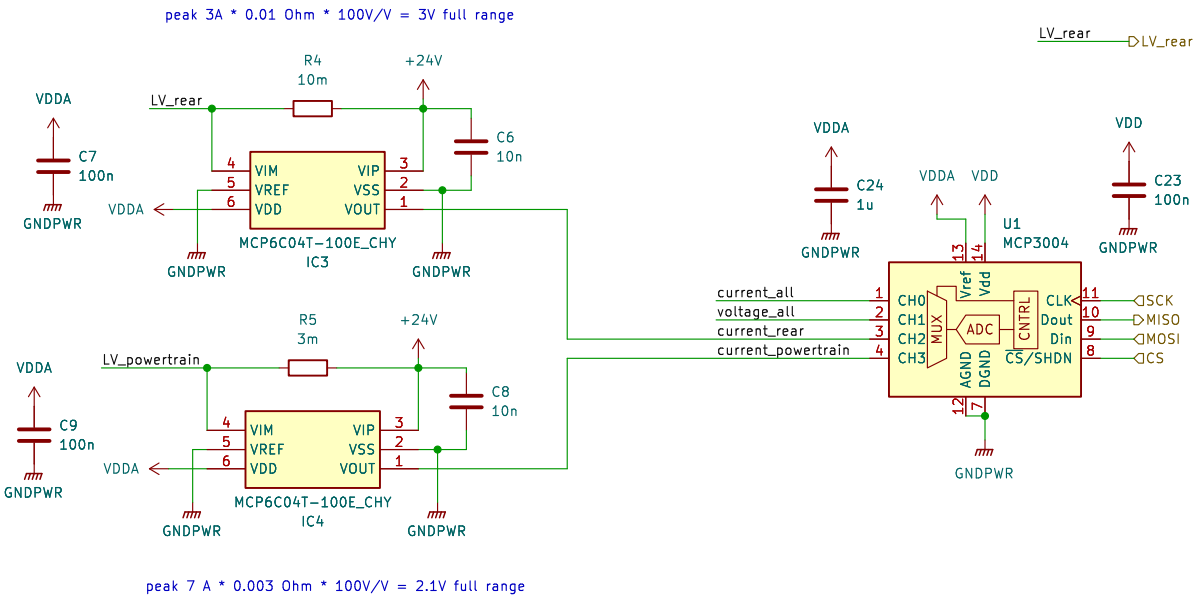 peak 3A * 0.01 Ohm * 100V/V = 3V full range
LV_rear
LV_rear
R4
10m
+24V
LV_rear
VDDA
C7
100n
GNDPWR
C6
10n
4 VIM VIP 3
5 VREF VSS 2
6 VDD VOUT 1
VDDA
MCP6C04T-100E_CHY
IC3
GNDPWR
GNDPWR
VDDA
C24
1u
GNDPWR
VDD
C23
100n
GNDPWR
VDDA
VDD
U1
MCP3004
13
14
Vref
Vdd
current_all
1 CH0
voltage_all
2 CH1
current_rear
3 CH2
current_powertrain
4 CH3
MUX
ADC
CNTRL
CLK 11 SCK
Dout 10 MISO
Din 9 MOSI
CS/SHDN 8 CS
AGND
DGND
12
7
GNDPWR
R5
3m
+24V
LV_powertrain
VDDA
C9
100n
GNDPWR
C8
10n
4 VIM VIP 3
5 VREF VSS 2
6 VDD VOUT 1
VDDA
MCP6C04T-100E_CHY
IC4
GNDPWR
GNDPWR
peak 7 A * 0.003 Ohm * 100V/V = 2.1V full range